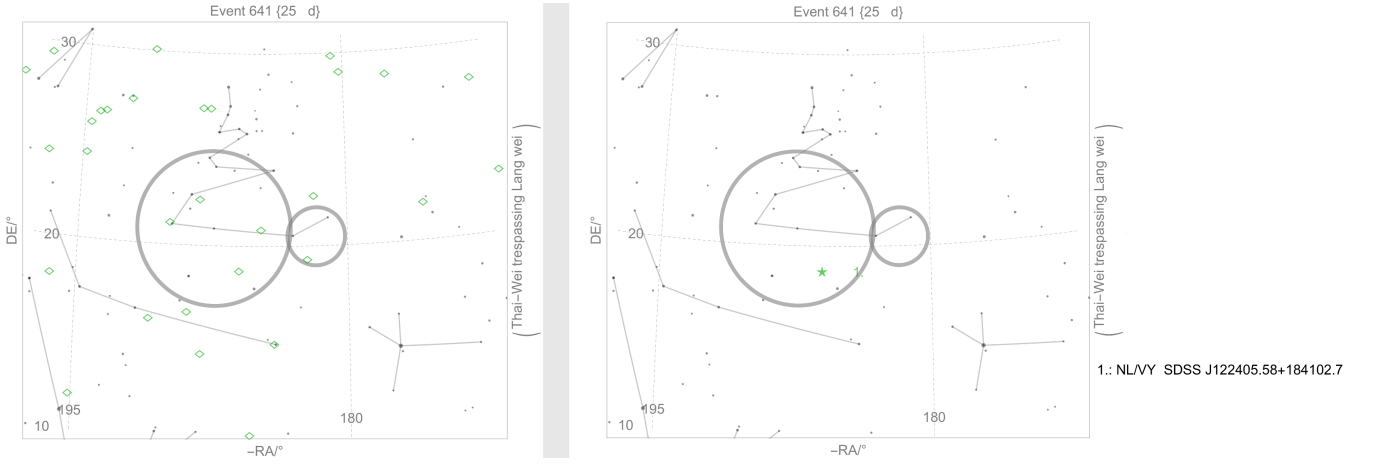 Event 641 {25 d}
30
20
195
180
10
DE/°
−RA/°
(Thai−Wei trespassing Lang wei)
Event 641 {25 d}
30
20
1.
195
180
10
DE/°
−RA/°
(Thai−Wei trespassing Lang wei)
1.: NL/VY SDSS J122405.58+184102.7